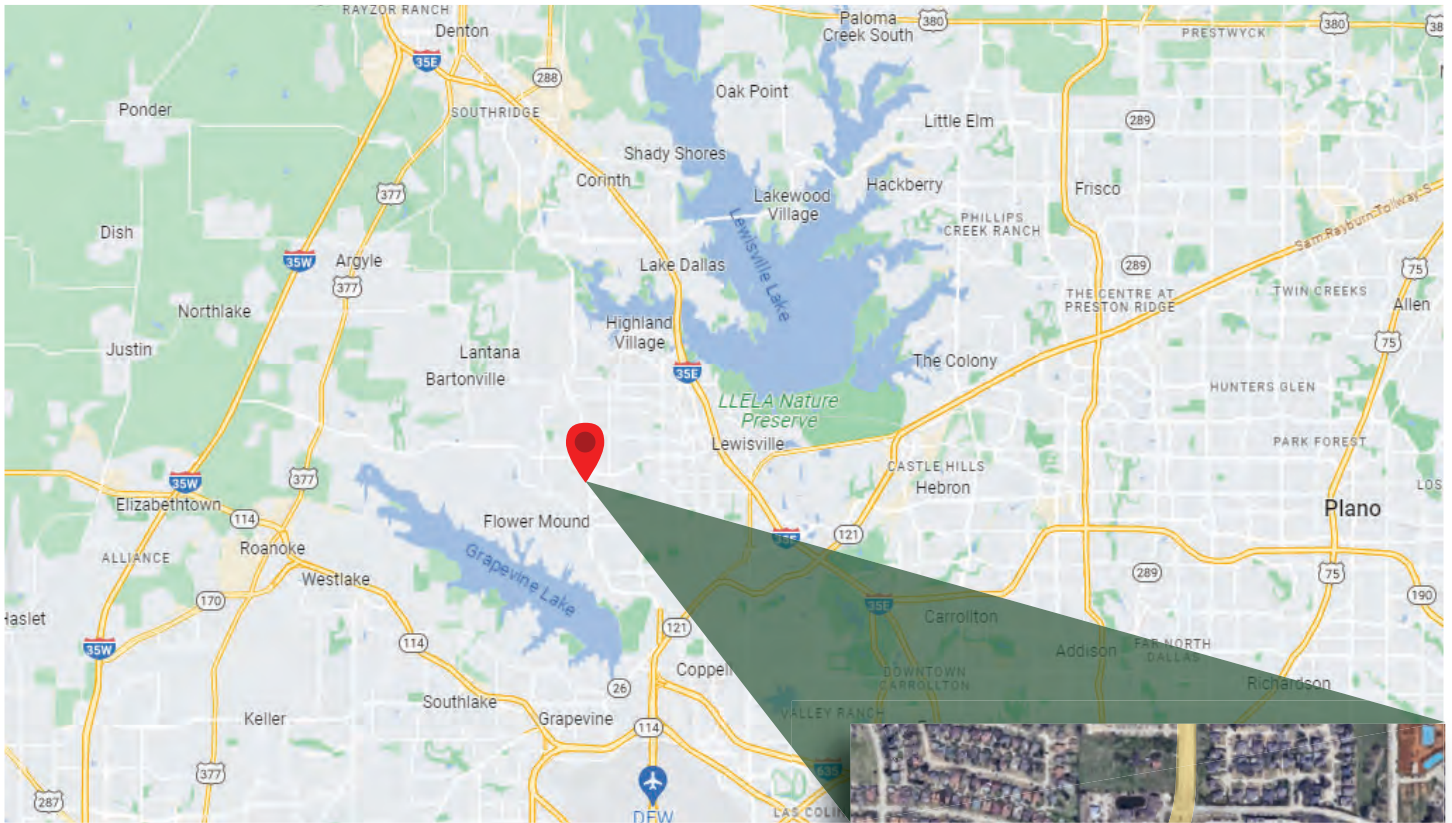 RAYZOR RANCH
Denton
35E
288
SOUTHRIDGE
Ponder
377
Dish
35W
Argyle
377
Northlake
Justin
Lantana
Bartonville
Shady Shores
Corinth
Lake Dallas
Highland
Village
35E
Oak Point
Paloma
Creek South
380
PRESTWYCK
380
38
Little Elm
289
Lakewood
Village
Hackberry
Frisco
PHILLIPS
CREEK RANCH
Lewisville Lake
Sam Rayburn Tollway S
289
75
THE CENTRE AT
PRESTON RIDGE
TWIN CREEKS
Allen
75
The Colony
HUNTERS GLEN
LLELA Nature
Preserve
Lewisville
PARK FOREST
CASTLE HILLS
Hebron
LOS
Plano
35W
377
Elizabethtown
114
Flower Mound
Roanoke
ALLIANCE
Westlake
Grapevine Lake
170
Haslet
35W
114
35E
121
289
75
190
35E
Carrollton
121
Addison
FAR NORTH
DALLAS
Coppell
DOWNTOWN
CARROLLTON
Richardson
26
Southlake
Keller
Grapevine
114
VALLEY RANCH
377
635
287
DFW
LAS COLIN